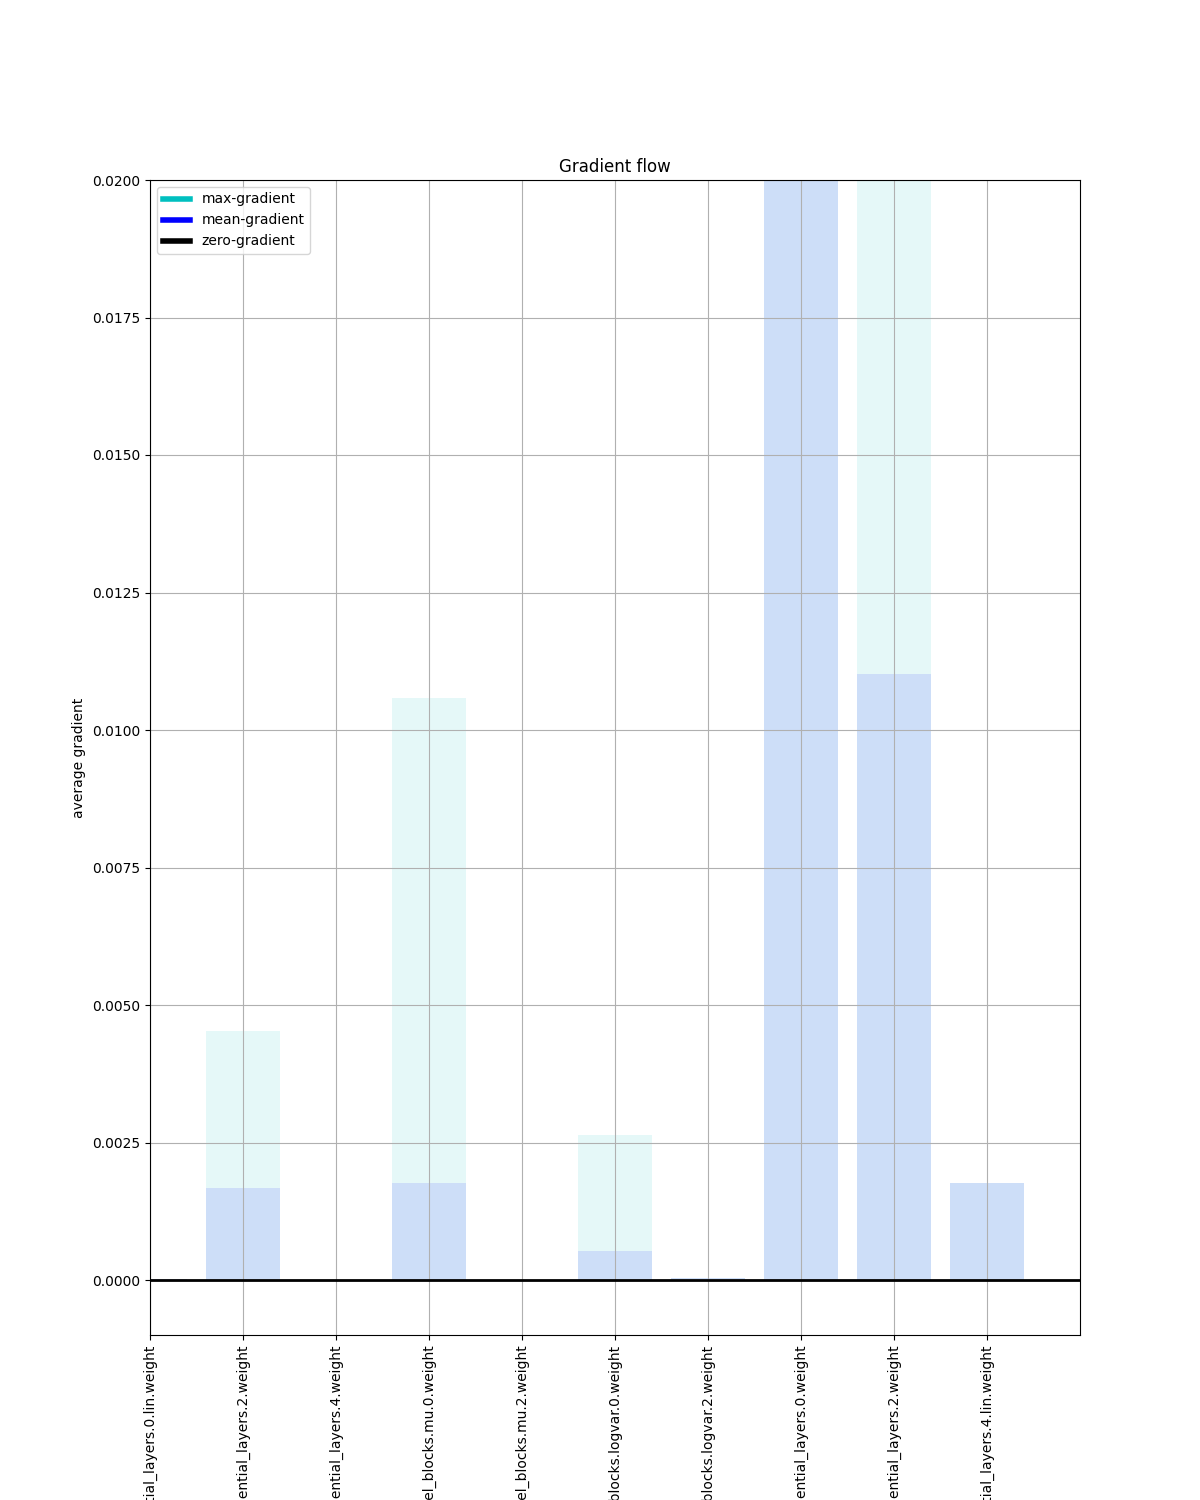 Gradient flow
max-gradient
mean-gradient
zero-gradient
0.0200
0.0175
0.0150
0.0125
0.0100
0.0075
0.0050
0.0025
0.0000
average gradient
tial_layers.0.lin.weight
ential_layers.2.weight
ential_layers.4.weight
el_blocks.mu.0.weight
el_blocks.mu.2.weight
blocks.logvar.0.weight
blocks.logvar.2.weight
ential_layers.0.weight
ential_layers.2.weight
cial_layers.4.lin.weight